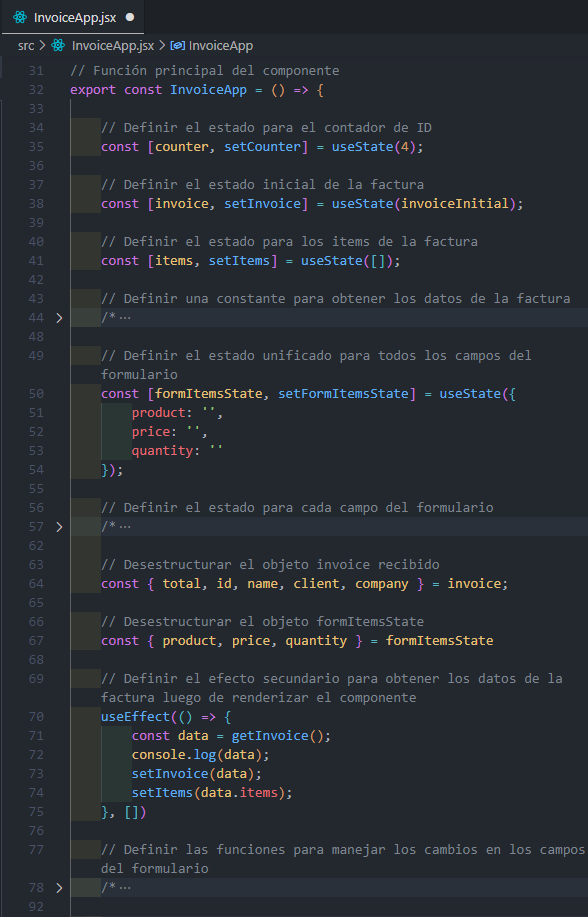 InvoiceApp.jsx
src > InvoiceApp.jsx > InvoiceApp
31 // Función principal del componente
32 export const InvoiceApp = () => {
33
34 // Definir el estado para el contador de ID
35 const [counter, setCounter] = useState(4);
36
37 // Definir el estado inicial de la factura
38 const [invoice, setInvoice] = useState(invoiceInitial);
39
40 // Definir el estado para los items de la factura
41 const [items, setItems] = useState([]);
42
43 // Definir una constante para obtener los datos de la factura
44 > /* ···
48
49 // Definir el estado unificado para todos los campos del
formulario
50 const [formItemsState, setFormItemsState] = useState({
51 product: '',
52 price: '',
53 quantity: ''
54 });
55
56 // Definir el estado para cada campo del formulario
57 > /* ···
62
63 // Desestructurar el objeto invoice recibido
64 const { total, id, name, client, company } = invoice;
65
66 // Desestructurar el objeto formItemsState
67 const { product, price, quantity } = formItemsState
68
69 // Definir el efecto secundario para obtener los datos de la
factura luego de renderizar el componente
70 useEffect(() => {
71 const data = getInvoice();
72 console.log(data);
73 setInvoice(data);
74 setItems(data.items);
75 }, [])
76
77 // Definir las funciones para manejar los cambios en los campos
del formulario
78 > /* ···
92